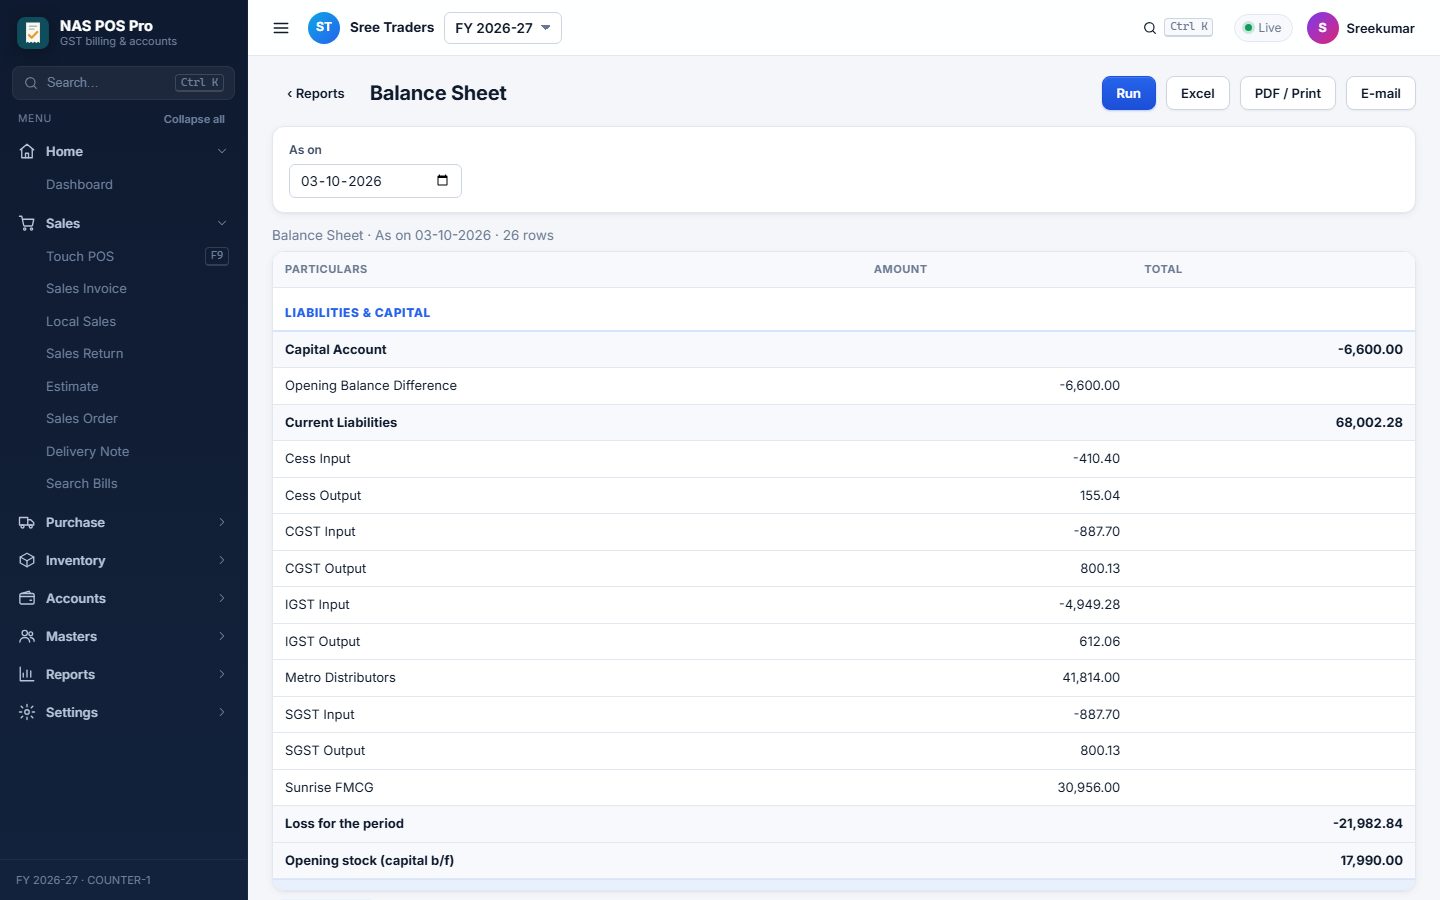 NAS POS Pro
GST billing & accounts
Search...
Ctrl K
MENU
Collapse all
Home
Dashboard
Sales
Touch POS
F9
Sales Invoice
Local Sales
Sales Return
Estimate
Sales Order
Delivery Note
Search Bills
Purchase
Inventory
Accounts
Masters
Reports
Settings
FY 2026-27 · COUNTER-1
ST
Sree Traders
FY 2026-27
Ctrl K
Live
S
Sreekumar
‹ Reports
Balance Sheet
Run
Excel
PDF / Print
E-mail
As on
03-10-2026
Balance Sheet · As on 03-10-2026 · 26 rows
PARTICULARS AMOUNT TOTAL
LIABILITIES & CAPITAL
Capital Account -6,600.00
Opening Balance Difference -6,600.00
Current Liabilities 68,002.28
Cess Input -410.40
Cess Output 155.04
CGST Input -887.70
CGST Output 800.13
IGST Input -4,949.28
IGST Output 612.06
Metro Distributors 41,814.00
SGST Input -887.70
SGST Output 800.13
Sunrise FMCG 30,956.00
Loss for the period -21,982.84
Opening stock (capital b/f) 17,990.00